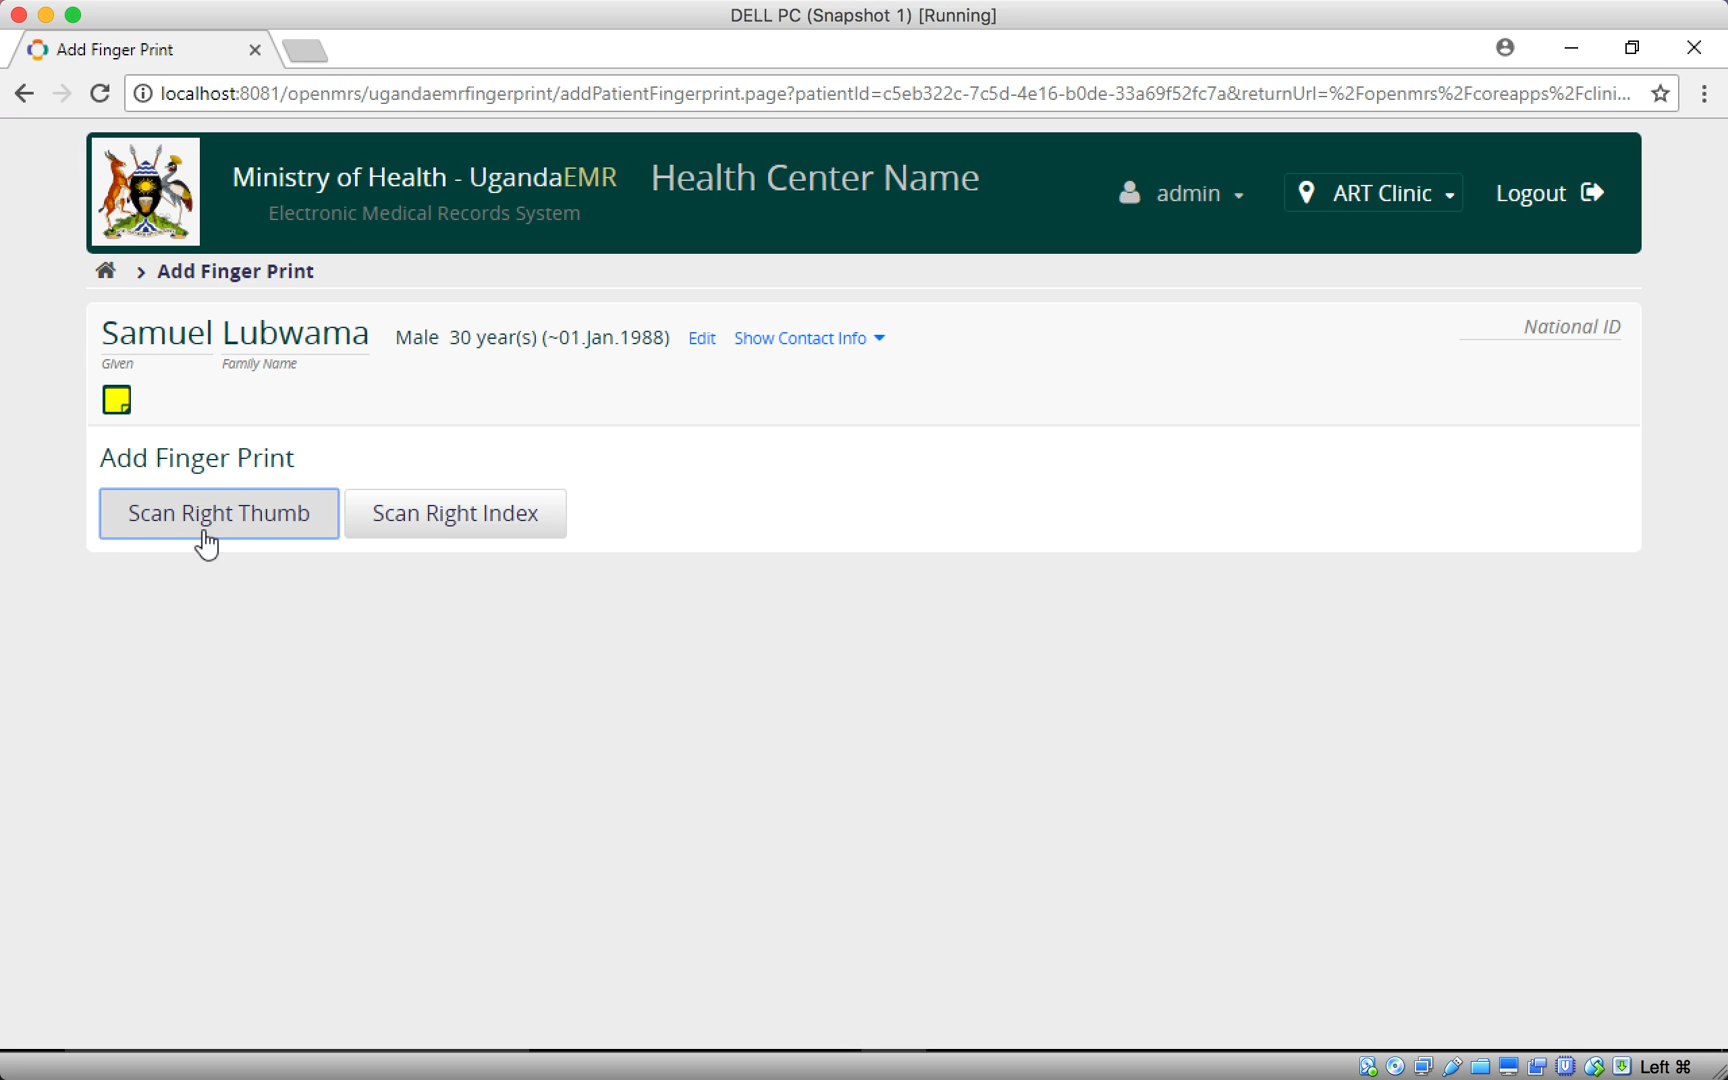 DELL PC (Snapshot 1) [Running]
Add Finger Print
localhost:8081/openmrs/ugandaemrfingerprint/addPatientFingerprint.page?patientId=c5eb322c-7c5d-4e16-b0de-33a69f52fc7a&returnUrl=%2Fopenmrs%2Fcoreapps%2Fclini...
Ministry of Health - UgandaEMR Health Center Name
Electronic Medical Records System
admin ART Clinic Logout
> Add Finger Print
Samuel Lubwama Male 30 year(s) (~01.Jan.1988) Edit Show Contact Info National ID
Given Family Name
Add Finger Print
Scan Right Thumb Scan Right Index
Left ⌘